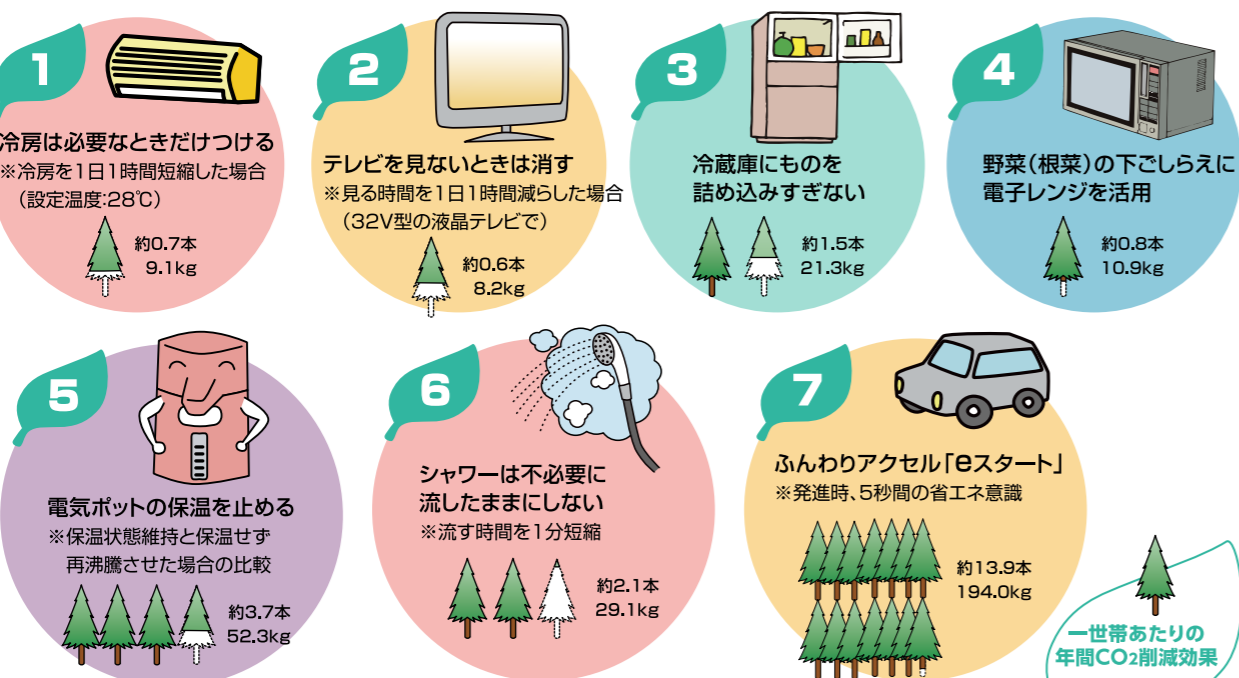 1
冷房は必要なときだけつける
※冷房を1日1時間短縮した場合
(設定温度:28℃)
約0.7本
9.1kg
2
テレビを見ないときは消す
※見る時間を1日1時間減らした場合
(32V型の液晶テレビで)
約0.6本
8.2kg
3
冷蔵庫にものを
詰め込みすぎない
約1.5本
21.3kg
4
野菜(根菜)の下ごしらえに
電子レンジを活用
約0.8本
10.9kg
5
電気ポットの保温を止める
※保温状態維持と保温せず
再沸騰させた場合の比較
約3.7本
52.3kg
6
シャワーは不必要に
流したままにしない
※流す時間を1分短縮
約2.1本
29.1kg
7
ふんわりアクセル「eスタート」
※発進時、5秒間の省エネ意識
約13.9本
194.0kg
一世帯あたりの
年間CO2削減効果